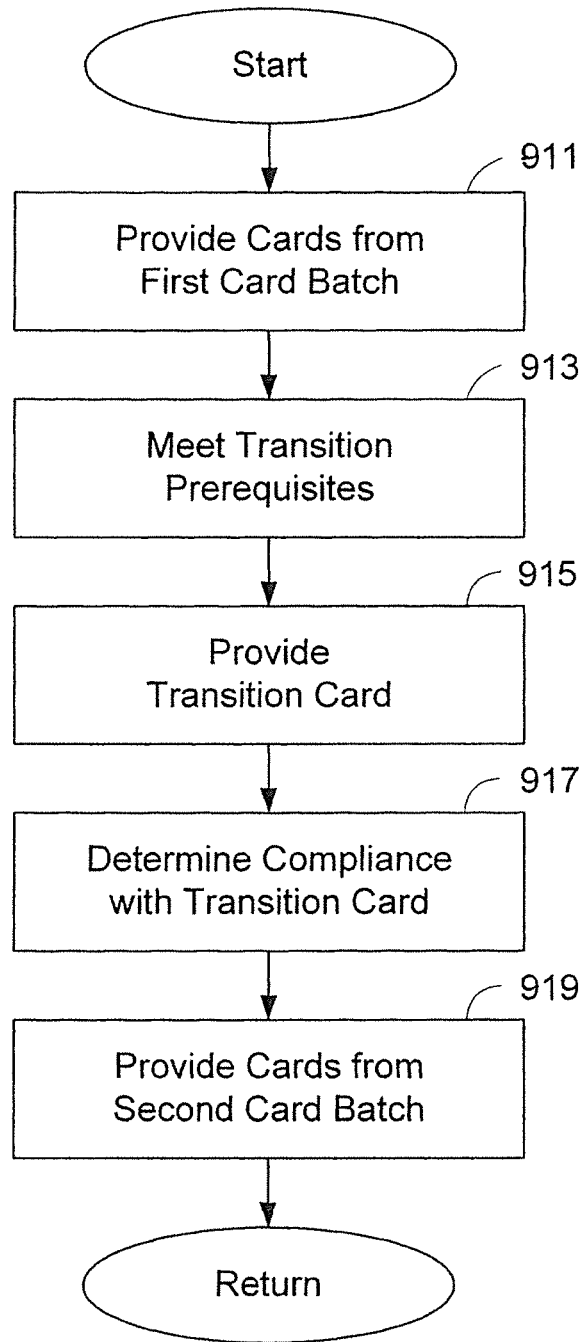 Start
911
Provide Cards from
First Card Batch
913
Meet Transition
Prerequisites
915
Provide
Transition Card
917
Determine Compliance
with Transition Card
919
Provide Cards from
Second Card Batch
Return